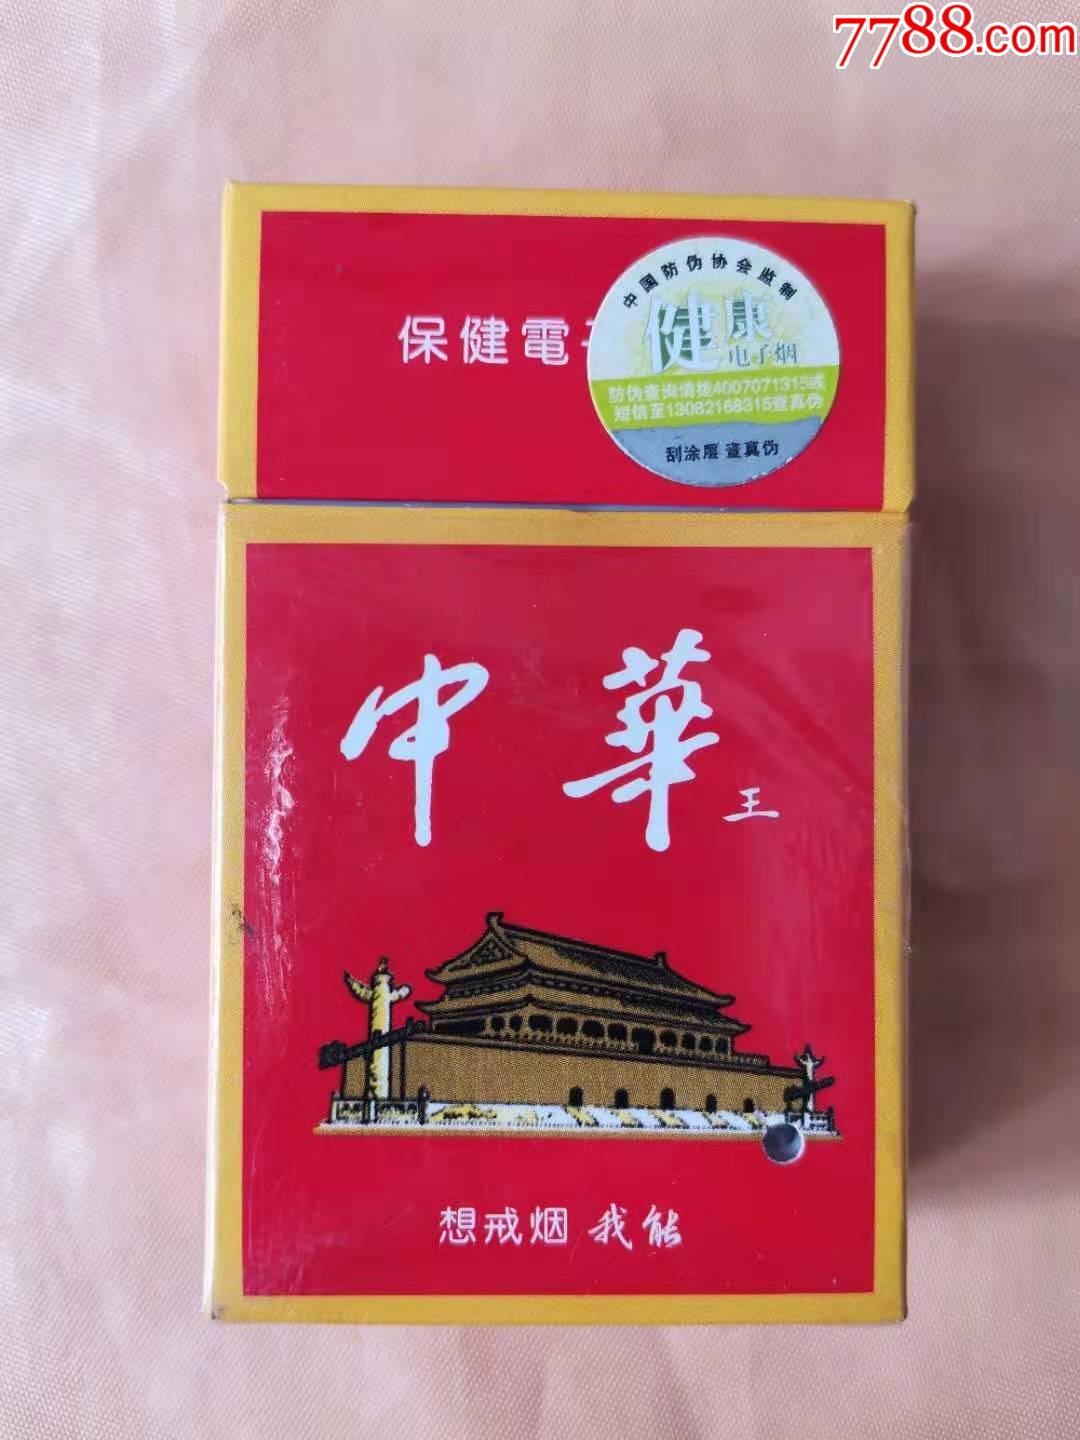 7788.com
中国防伪协会监制
保健電子
健康
电子烟
防伪查询请拨4007071315或
短信至13082168315查真伪
刮涂层 查真伪
中華
王
想戒烟 我能